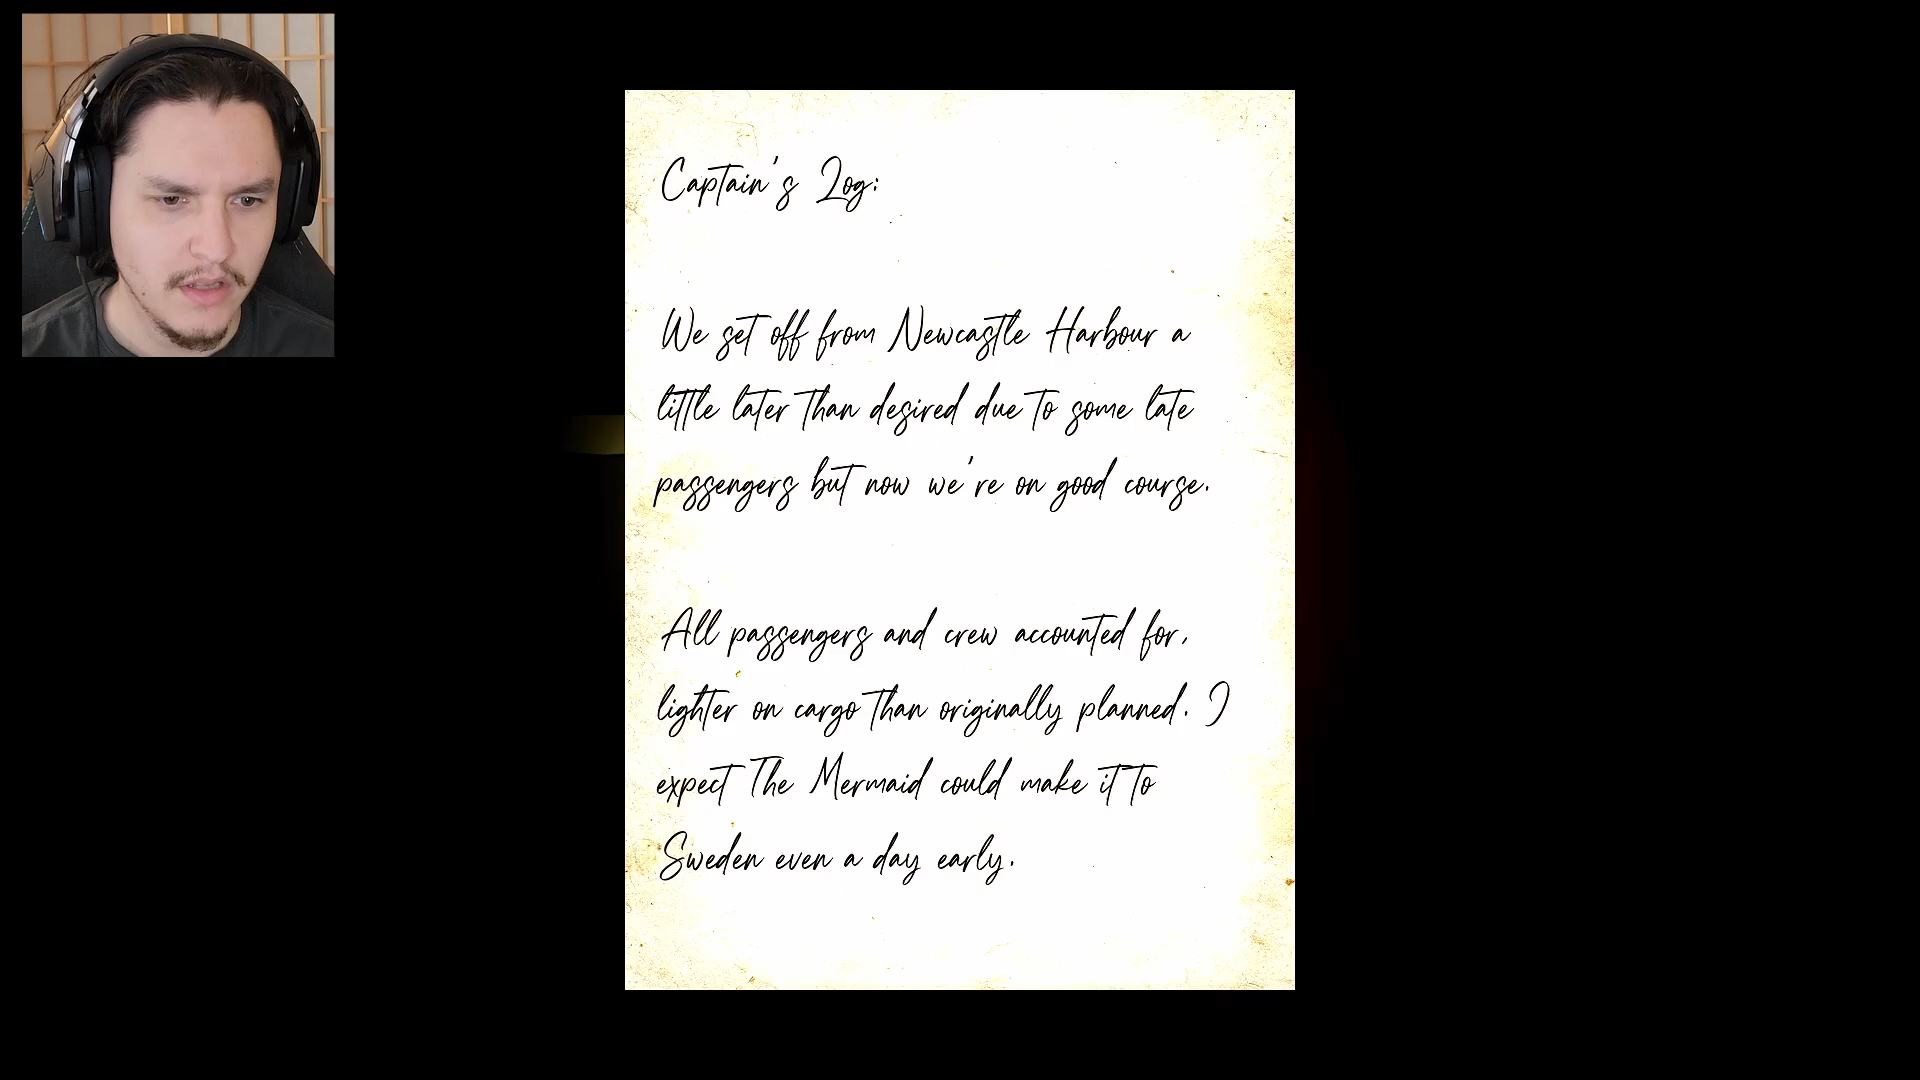 Captain's Log:
We set off from Newcastle Harbour a
little later than desired due to some late
passengers but now we're on good course.
All passengers and crew accounted for,
lighter on cargo than originally planned. I
expect The Mermaid could make it to
Sweden even a day early.